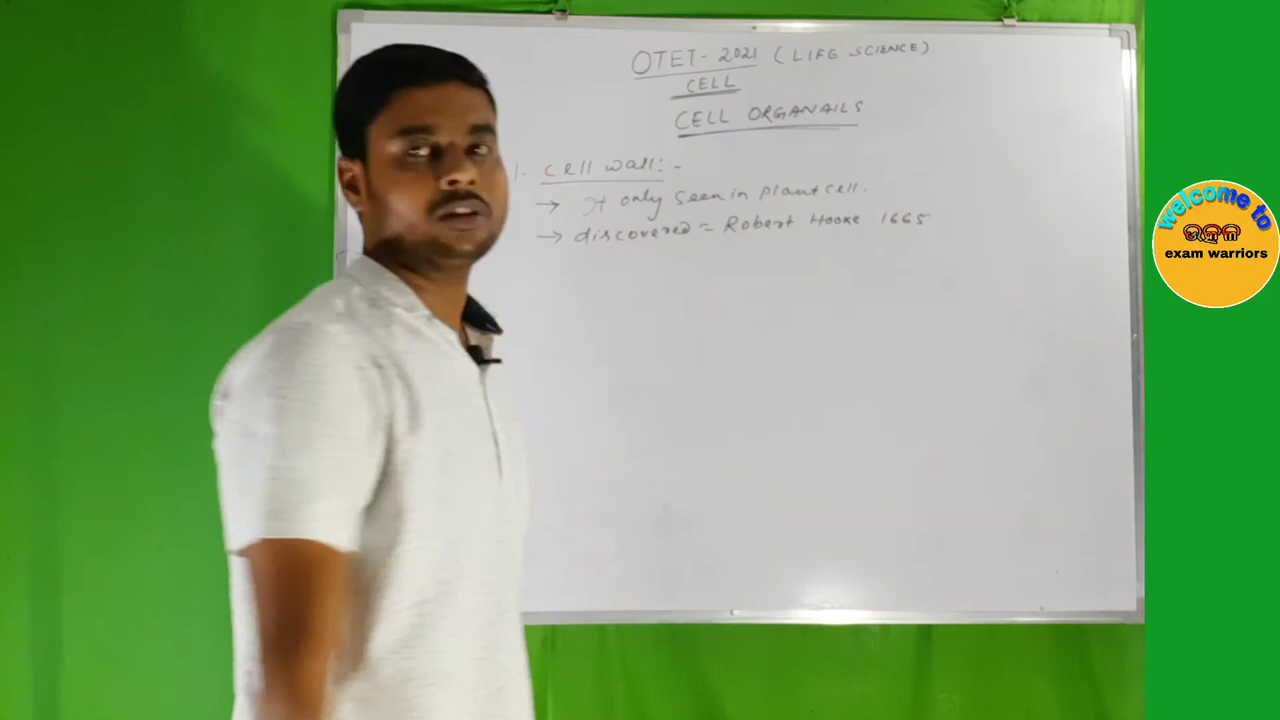 OTET- 2021 (LIFE SCIENCE)
CELL
CELL ORGANAILS
1. Cell wall:-
→ It only seen in plant cell.
→ discovered = Robert Hooke 1665
welcome to
exam warriors